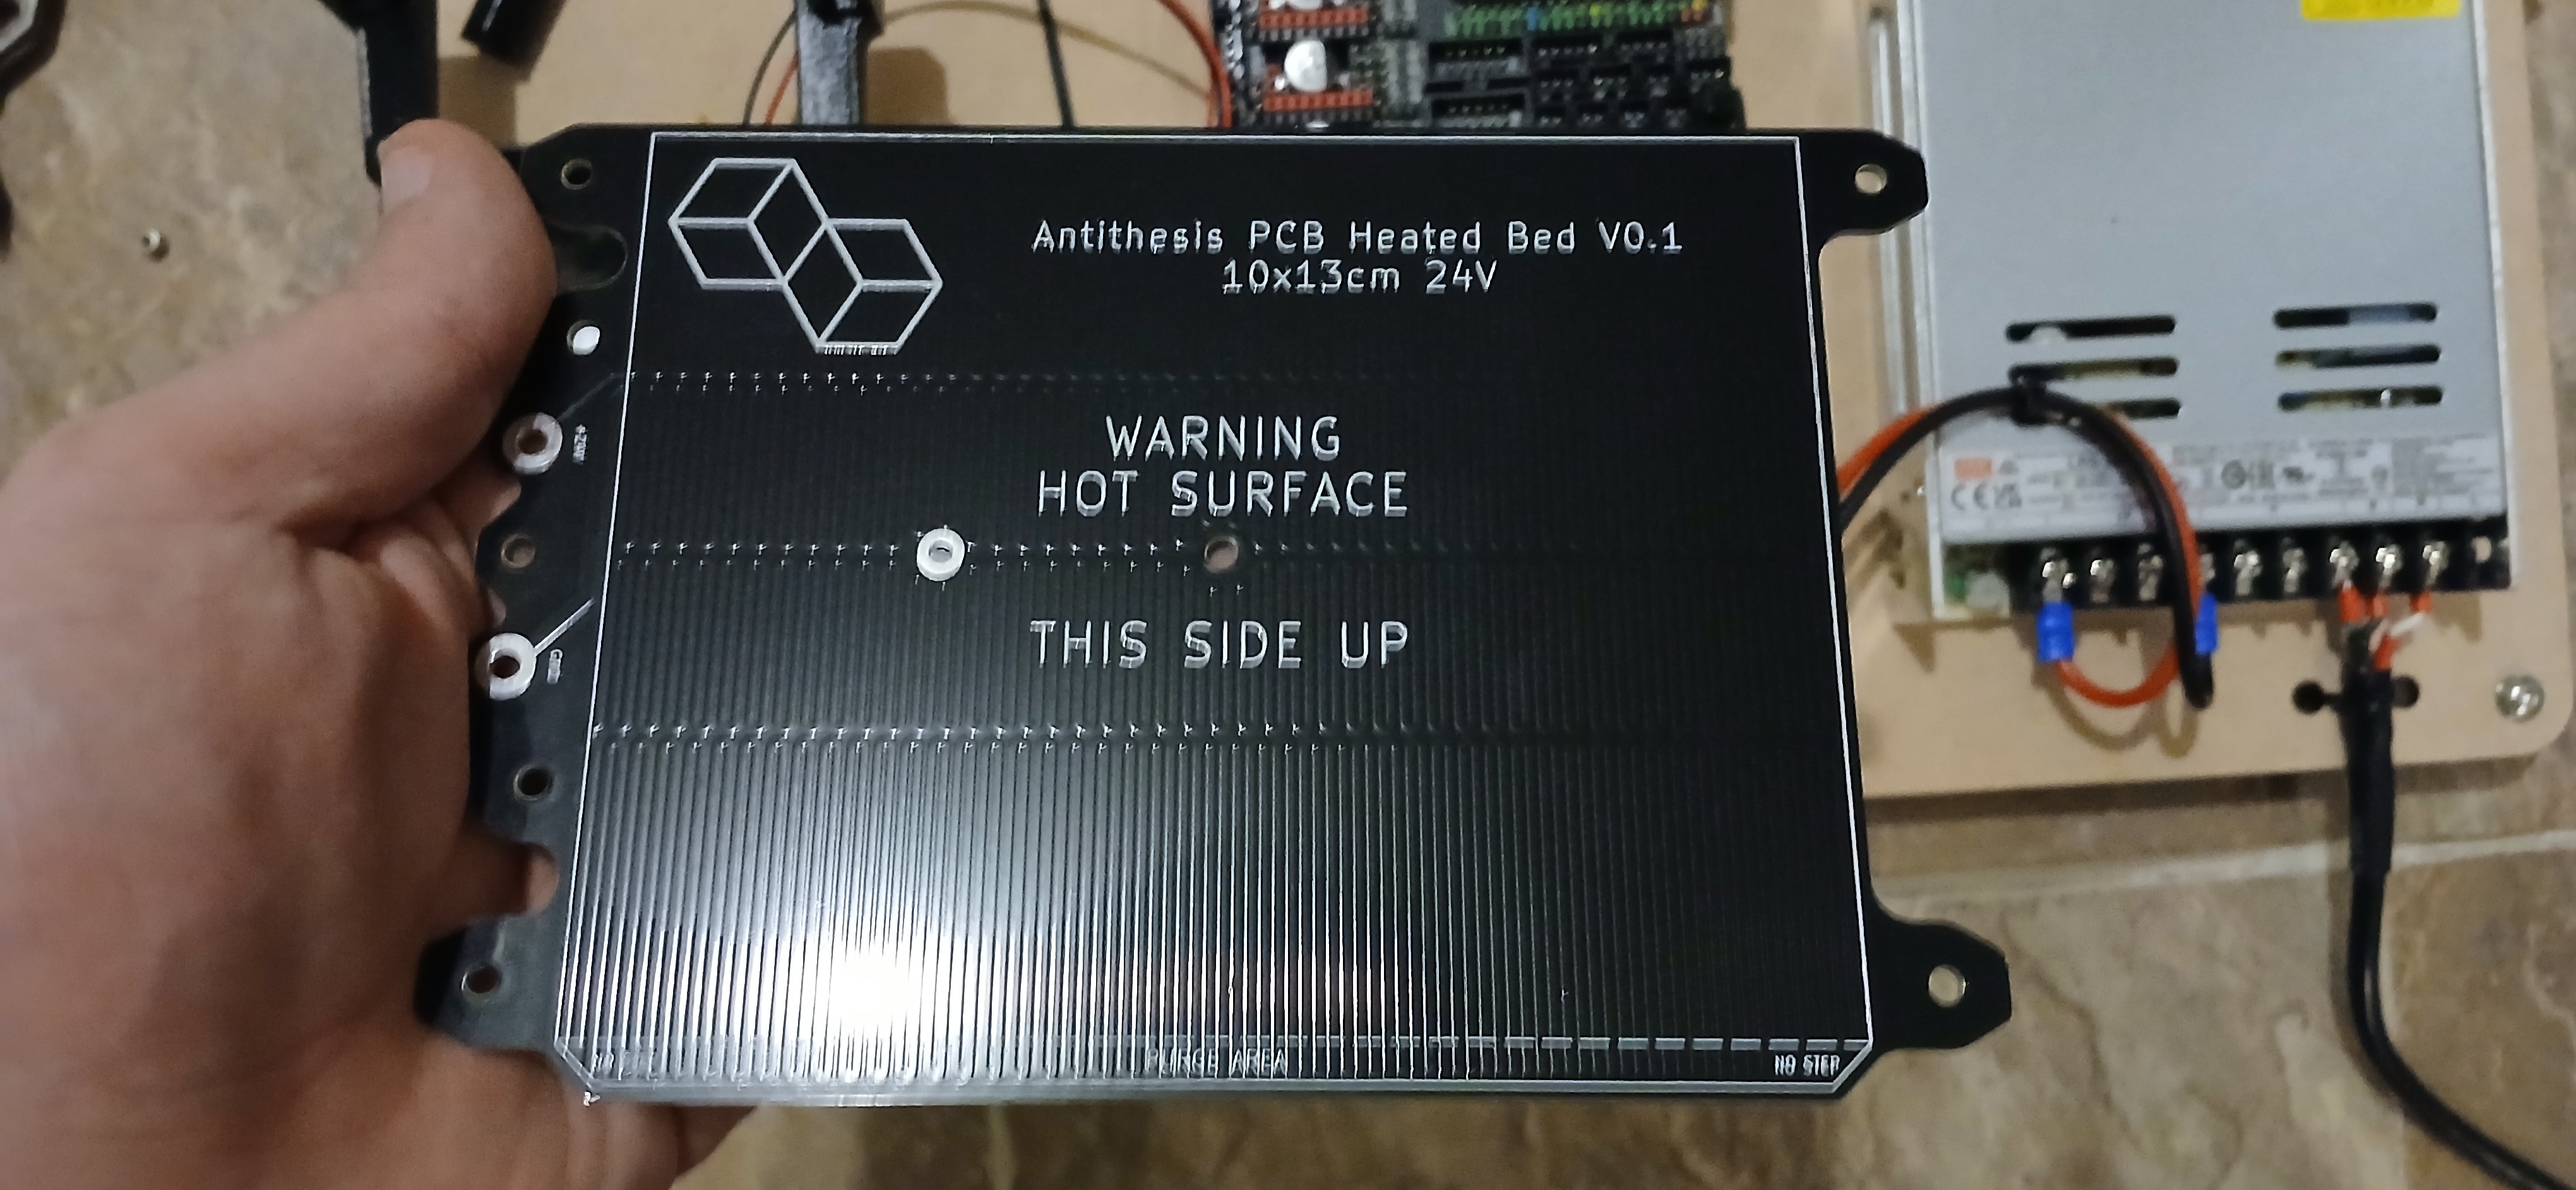 Antithesis PCB Heated Bed V0.1
10x13cm 24V
WARNING
HOT SURFACE
THIS SIDE UP
PURGE AREA
NO STEP